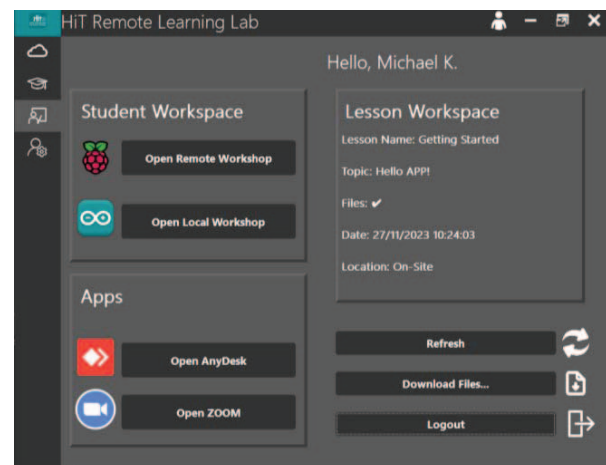 HiT Remote Learning Lab
Hello, Michael K.
Student Workspace
Open Remote Workshop
Open Local Workshop
Apps
Open AnyDesk
Open ZOOM
Lesson Workspace
Lesson Name: Getting Started
Topic: Hello APP!
Files: ✔
Date: 27/11/2023 10:24:03
Location: On-Site
Refresh
Download Files...
Logout